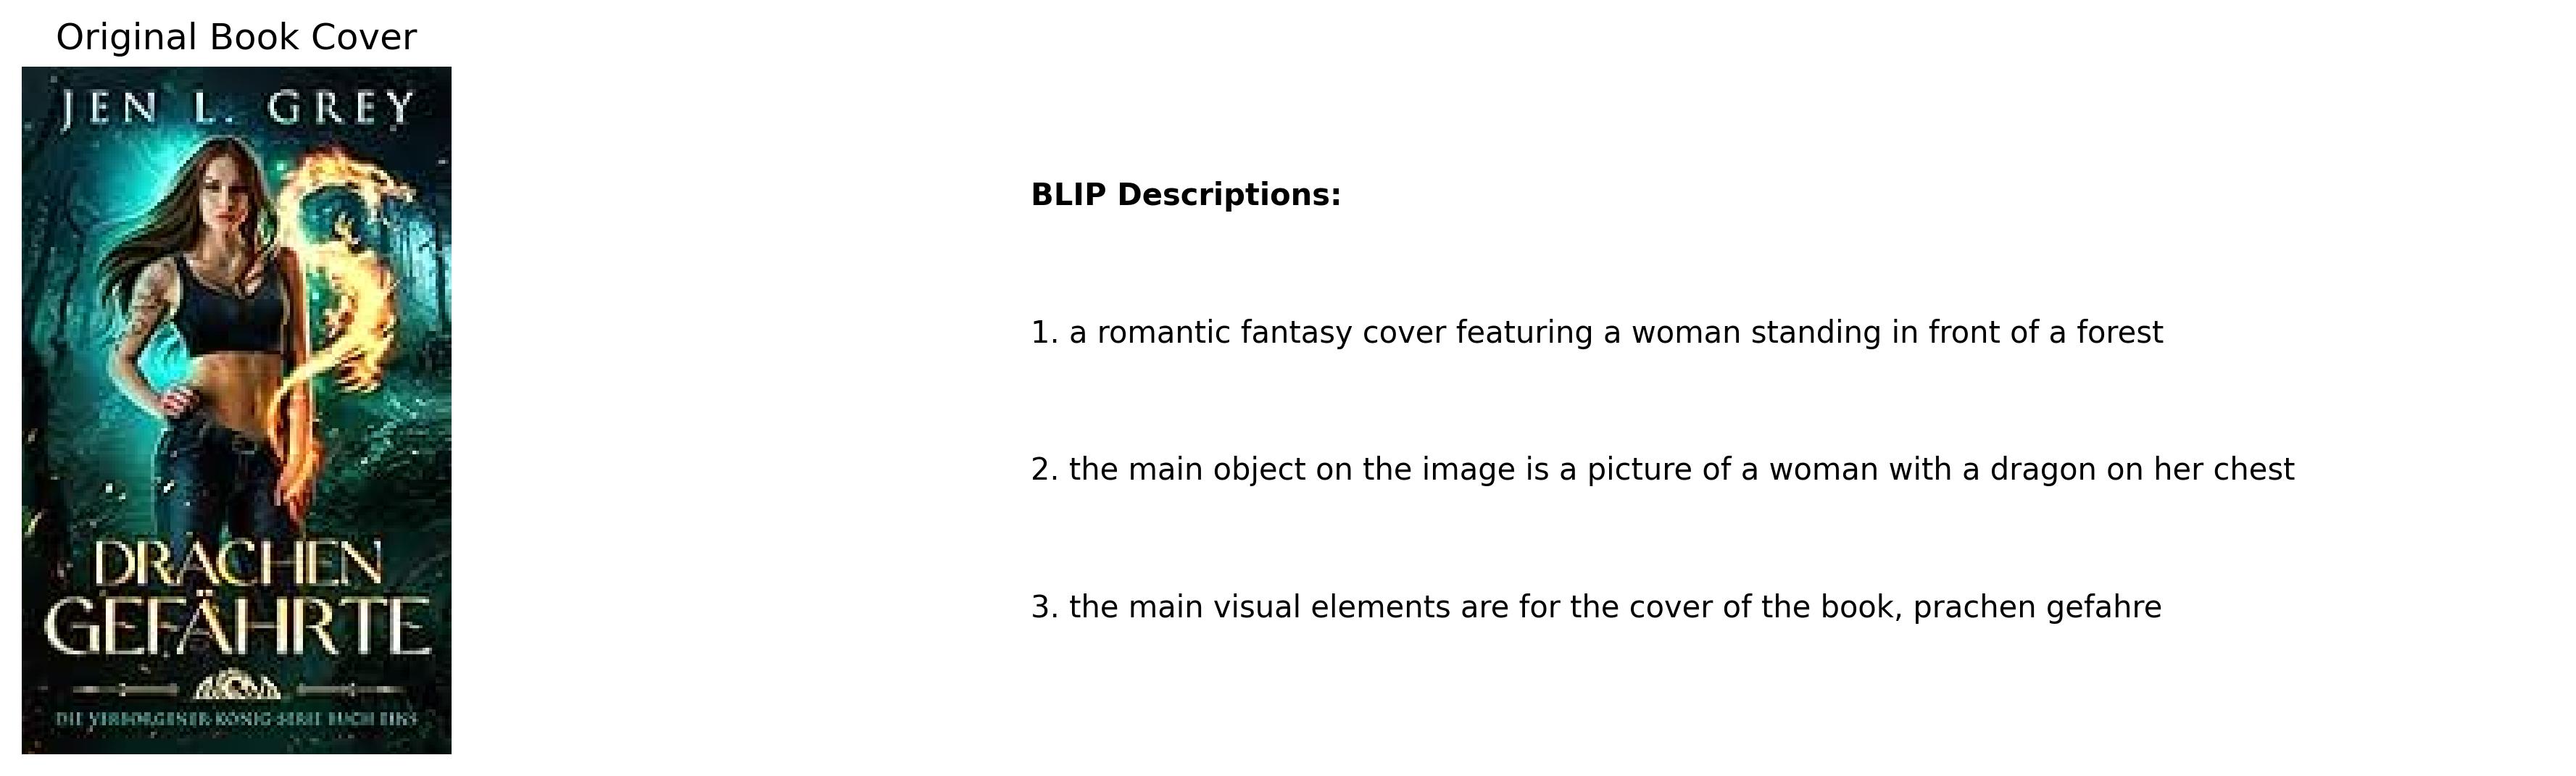 Original Book Cover
JEN L. GREY
DRACHEN
GEFÄHRTE
DIE VERBORGENER KÖNIG SERIE BUCH EINS
BLIP Descriptions:
1. a romantic fantasy cover featuring a woman standing in front of a forest
2. the main object on the image is a picture of a woman with a dragon on her chest
3. the main visual elements are for the cover of the book, prachen gefahre